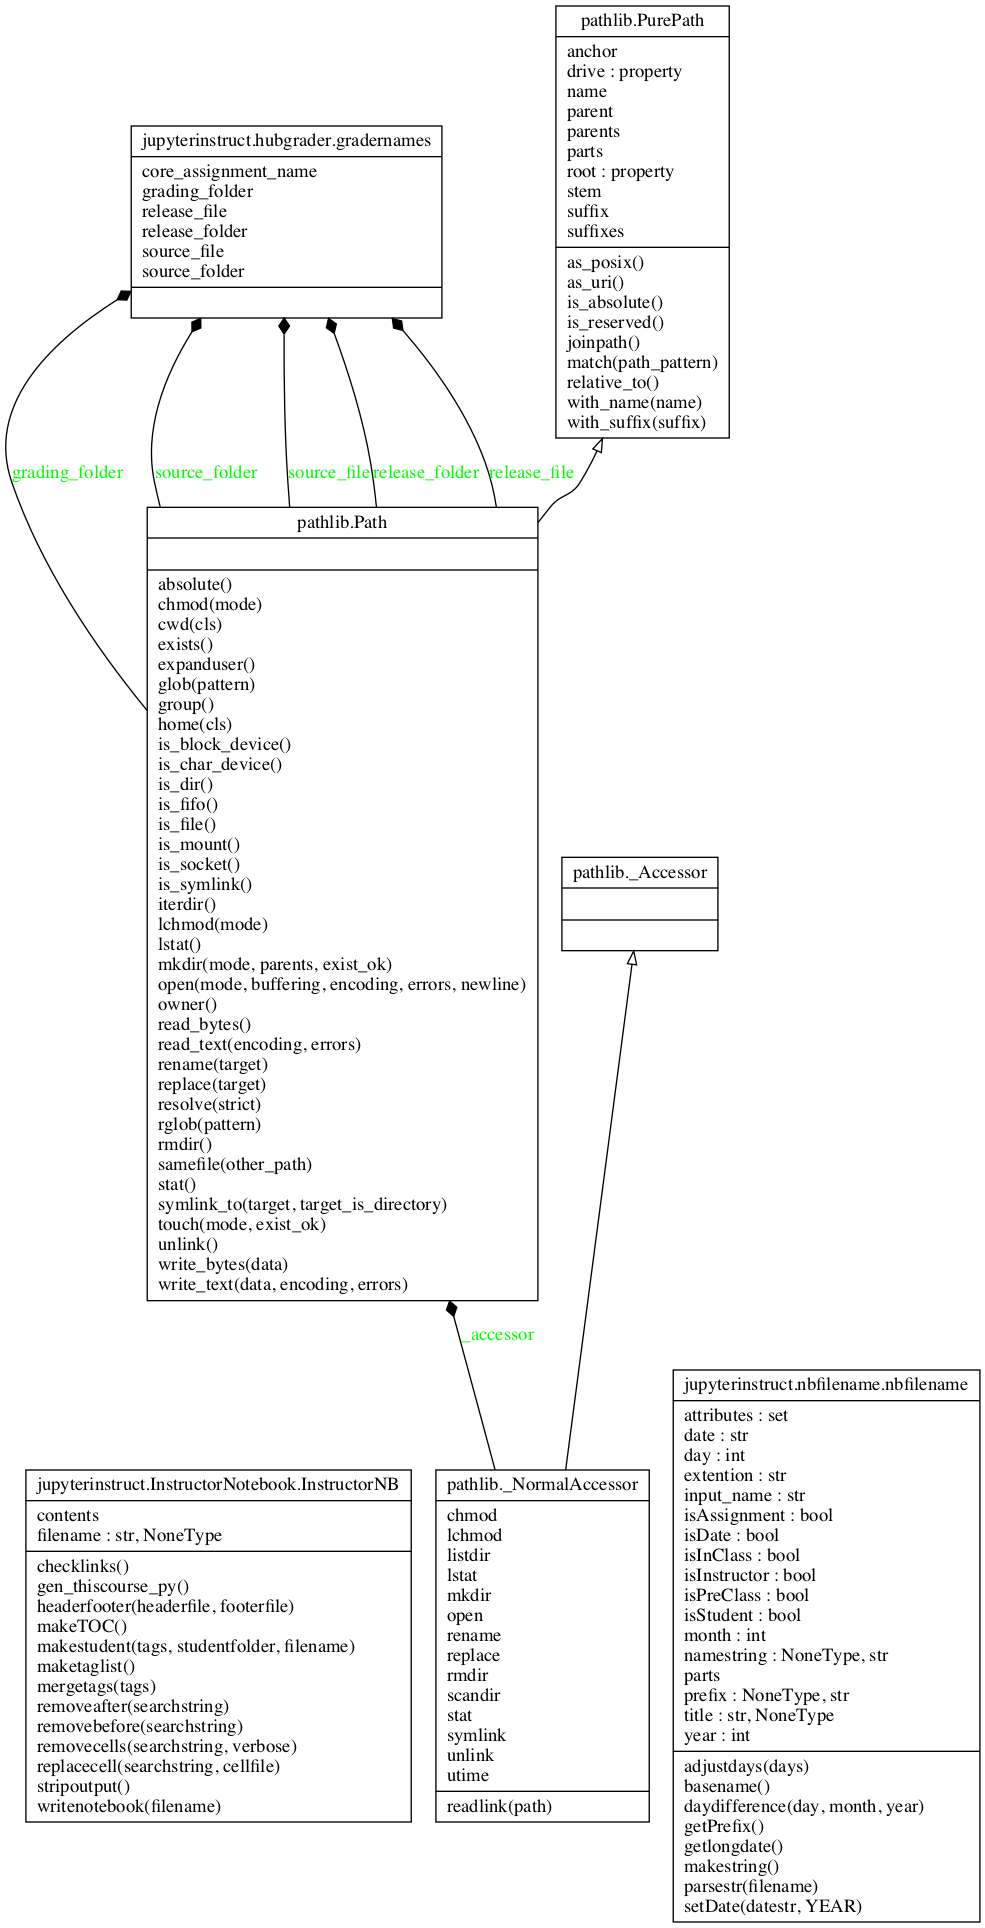 pathlib.PurePath
anchor
drive : property
name
parent
parents
parts
root : property
stem
suffix
suffixes
as_posix()
as_uri()
is_absolute()
is_reserved()
joinpath()
match(path_pattern)
relative_to()
with_name(name)
with_suffix(suffix)
jupyterinstruct.hubgrader.gradernames
core_assignment_name
grading_folder
release_file
release_folder
source_file
source_folder
grading_folder
source_folder
source_file
release_folder
release_file
pathlib.Path
absolute()
chmod(mode)
cwd(cls)
exists()
expanduser()
glob(pattern)
group()
home(cls)
is_block_device()
is_char_device()
is_dir()
is_fifo()
is_file()
is_mount()
is_socket()
is_symlink()
iterdir()
lchmod(mode)
lstat()
mkdir(mode, parents, exist_ok)
open(mode, buffering, encoding, errors, newline)
owner()
read_bytes()
read_text(encoding, errors)
rename(target)
replace(target)
resolve(strict)
rglob(pattern)
rmdir()
samefile(other_path)
stat()
symlink_to(target, target_is_directory)
touch(mode, exist_ok)
unlink()
write_bytes(data)
write_text(data, encoding, errors)
pathlib._Accessor
_accessor
jupyterinstruct.InstructorNotebook.InstructorNB
contents
filename : str, NoneType
checklinks()
gen_thiscourse_py()
headerfooter(headerfile, footerfile)
makeTOC()
makestudent(tags, studentfolder, filename)
maketaglist()
mergetags(tags)
removeafter(searchstring)
removebefore(searchstring)
removecells(searchstring, verbose)
replacecell(searchstring, cellfile)
stripoutput()
writenotebook(filename)
pathlib._NormalAccessor
chmod
lchmod
listdir
lstat
mkdir
open
rename
replace
rmdir
scandir
stat
symlink
unlink
utime
readlink(path)
jupyterinstruct.nbfilename.nbfilename
attributes : set
date : str
day : int
extention : str
input_name : str
isAssignment : bool
isDate : bool
isInClass : bool
isInstructor : bool
isPreClass : bool
isStudent : bool
month : int
namestring : NoneType, str
parts
prefix : NoneType, str
title : str, NoneType
year : int
adjustdays(days)
basename()
daydifference(day, month, year)
getPrefix()
getlongdate()
makestring()
parsestr(filename)
setDate(datestr, YEAR)